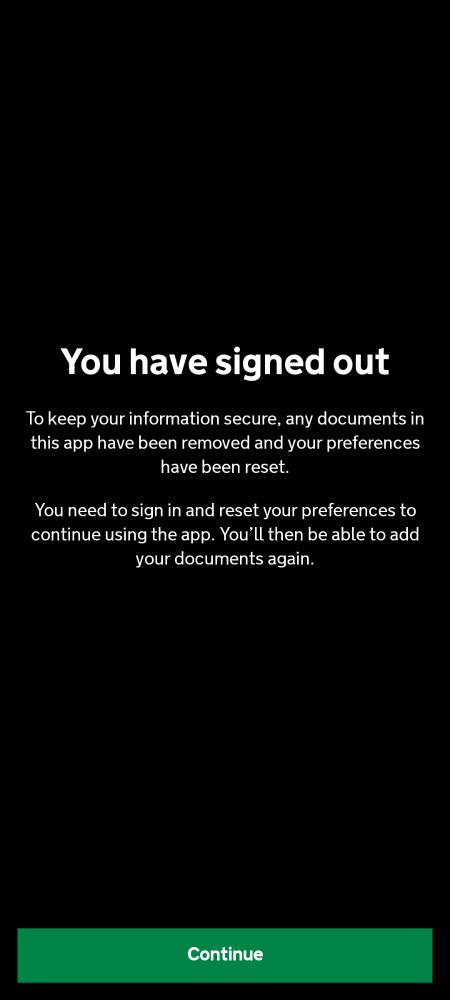 You have signed out
To keep your information secure, any documents in
this app have been removed and your preferences
have been reset.
You need to sign in and reset your preferences to
continue using the app. You’ll then be able to add
your documents again.
Continue